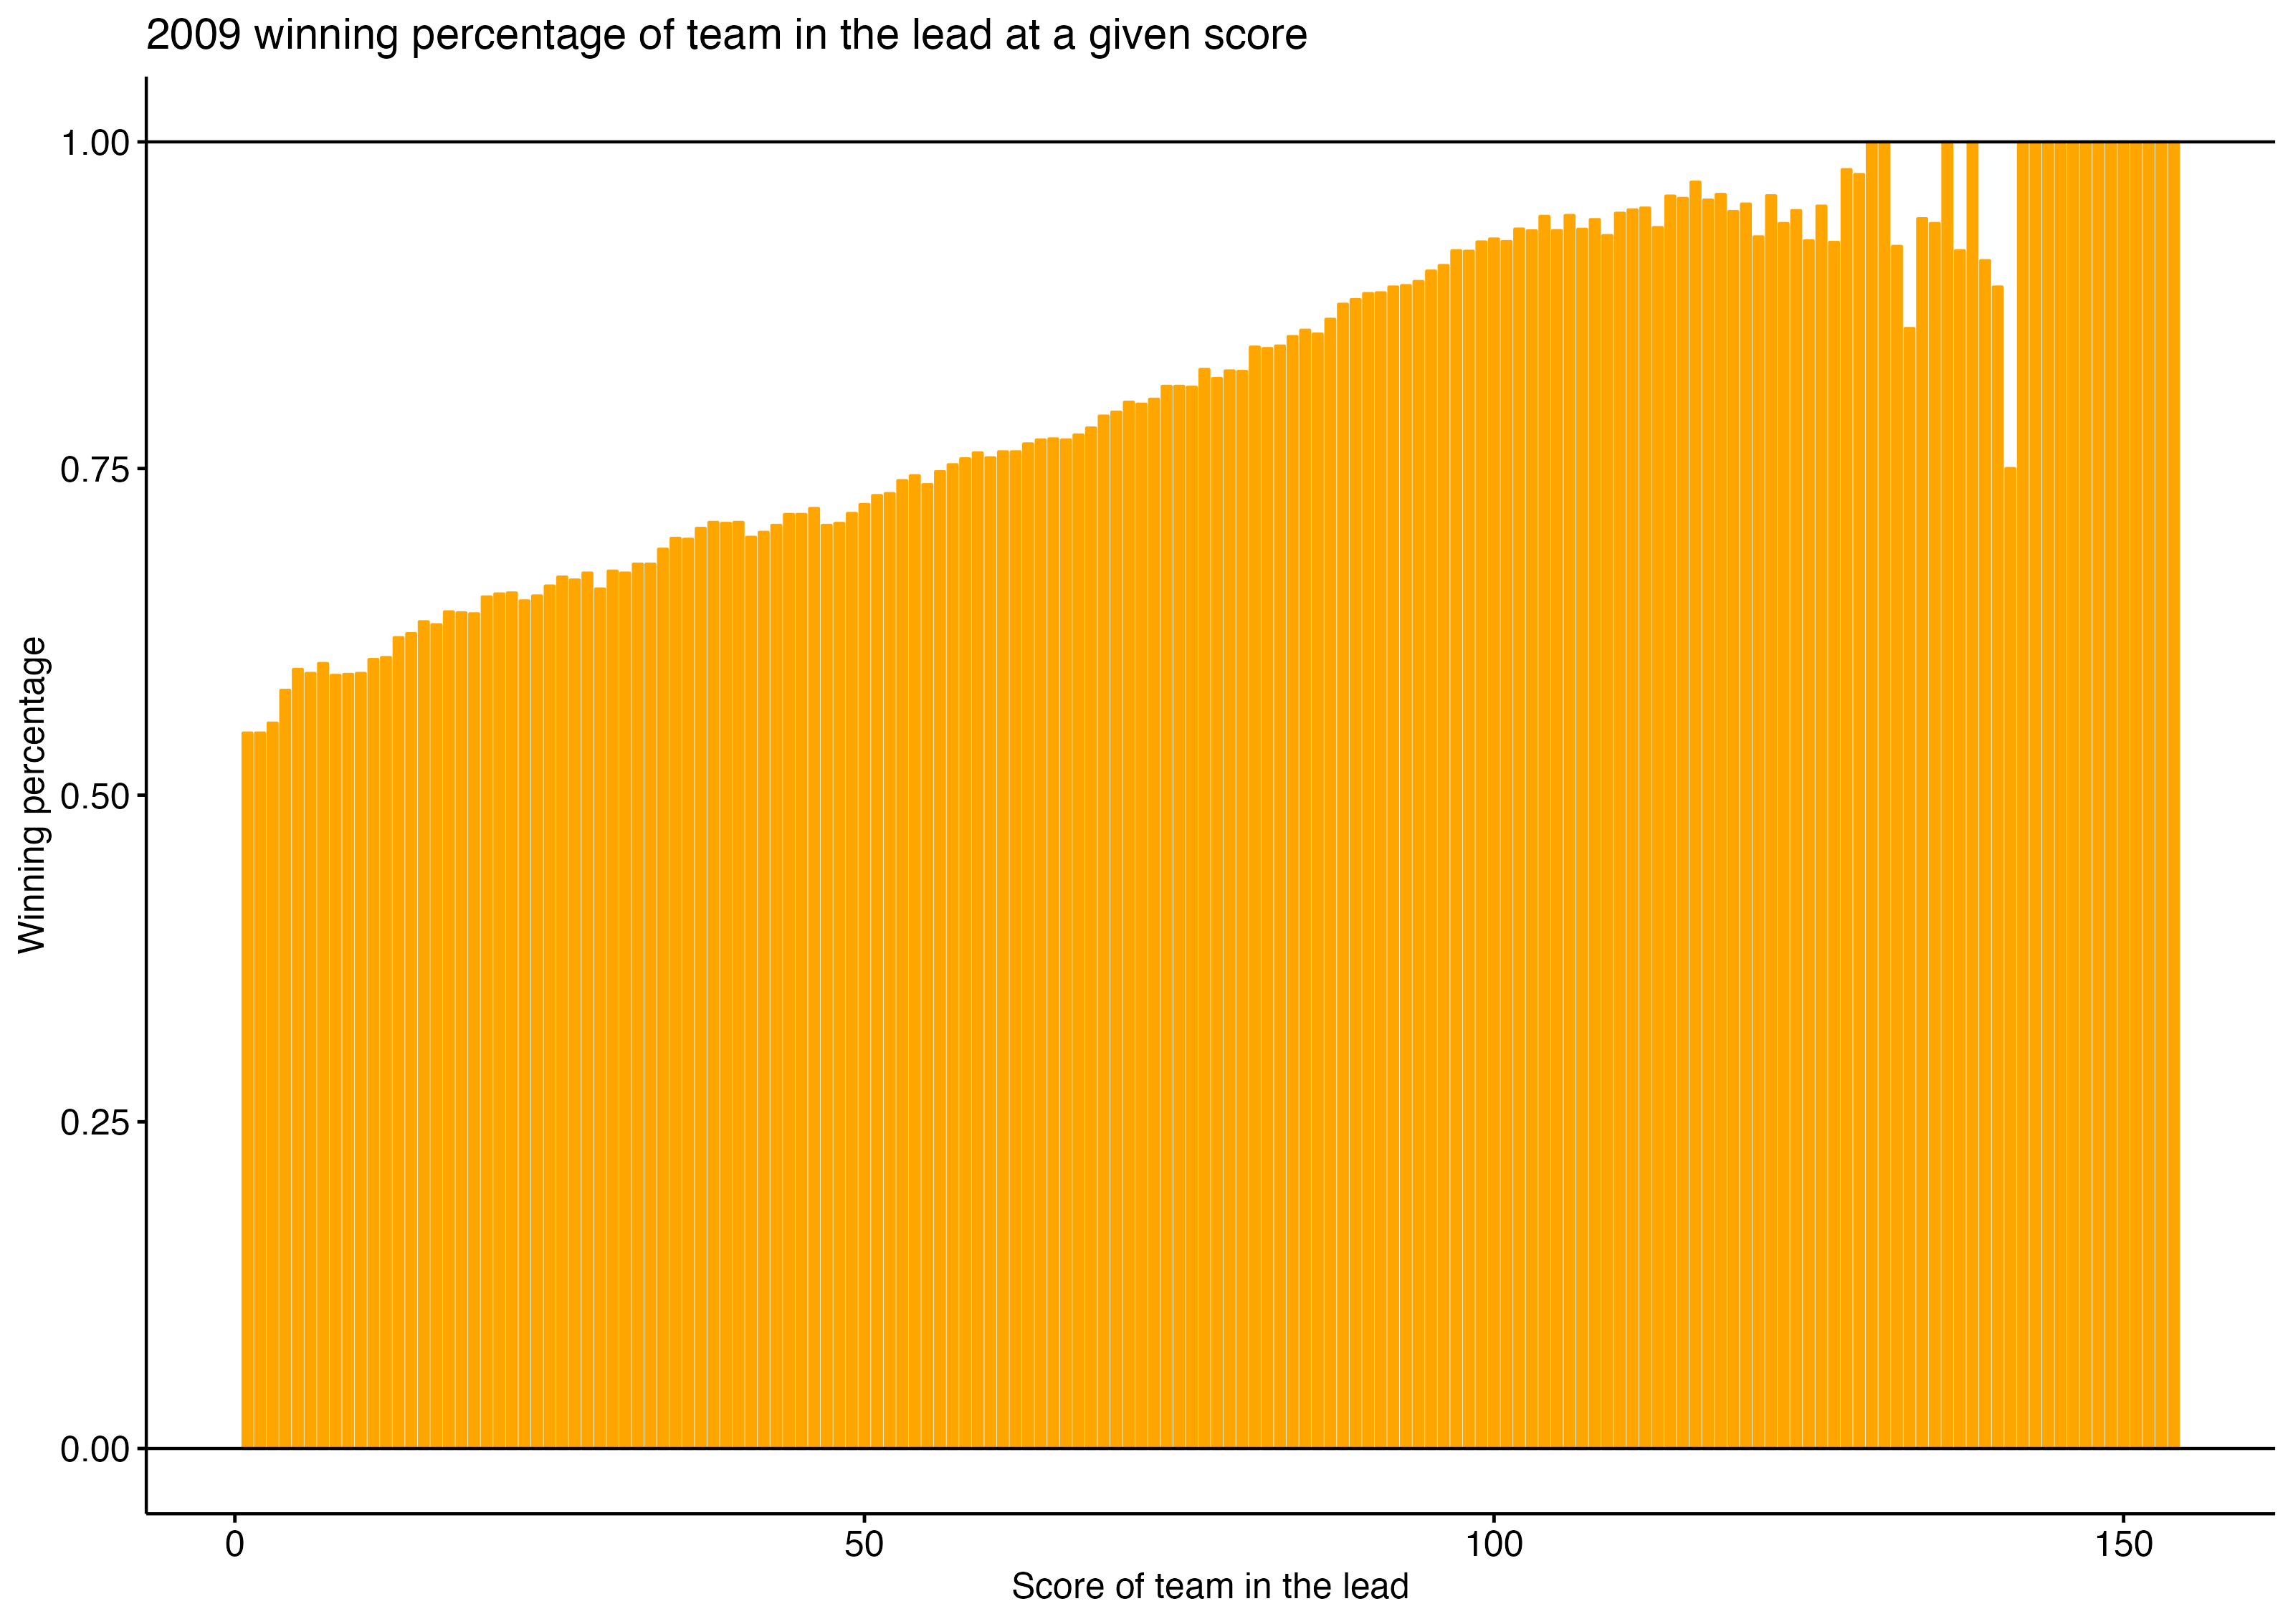 2009 winning percentage of team in the lead at a given score
1.00
0.75
0.50
0.25
0.00
Winning percentage
0 50 100 150
Score of team in the lead